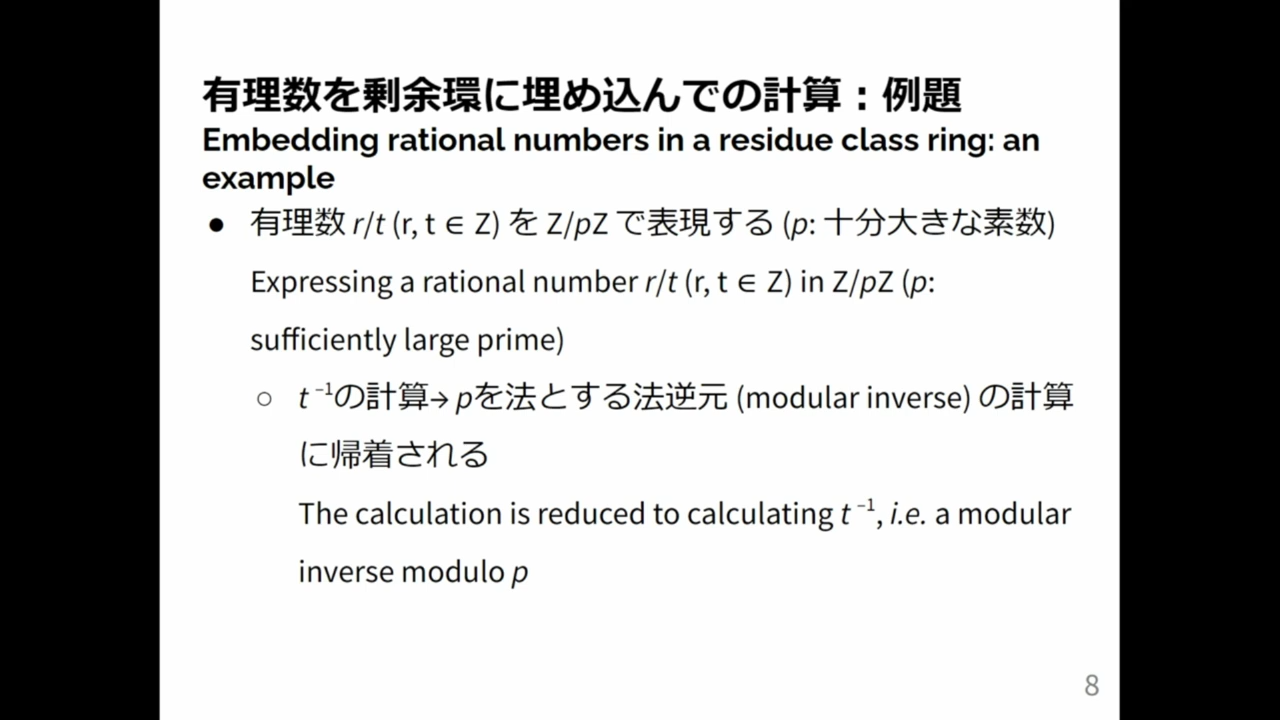 有理数を剰余環に埋め込んでの計算：例題
Embedding rational numbers in a residue class ring: an
example
● 有理数 r/t (r, t ∈ Z) を Z/pZ で表現する (p: 十分大きな素数)
Expressing a rational number r/t (r, t ∈ Z) in Z/pZ (p:
sufficiently large prime)
○ t ⁻¹の計算→ pを法とする法逆元 (modular inverse) の計算
に帰着される
The calculation is reduced to calculating t ⁻¹, i.e. a modular
inverse modulo p
8